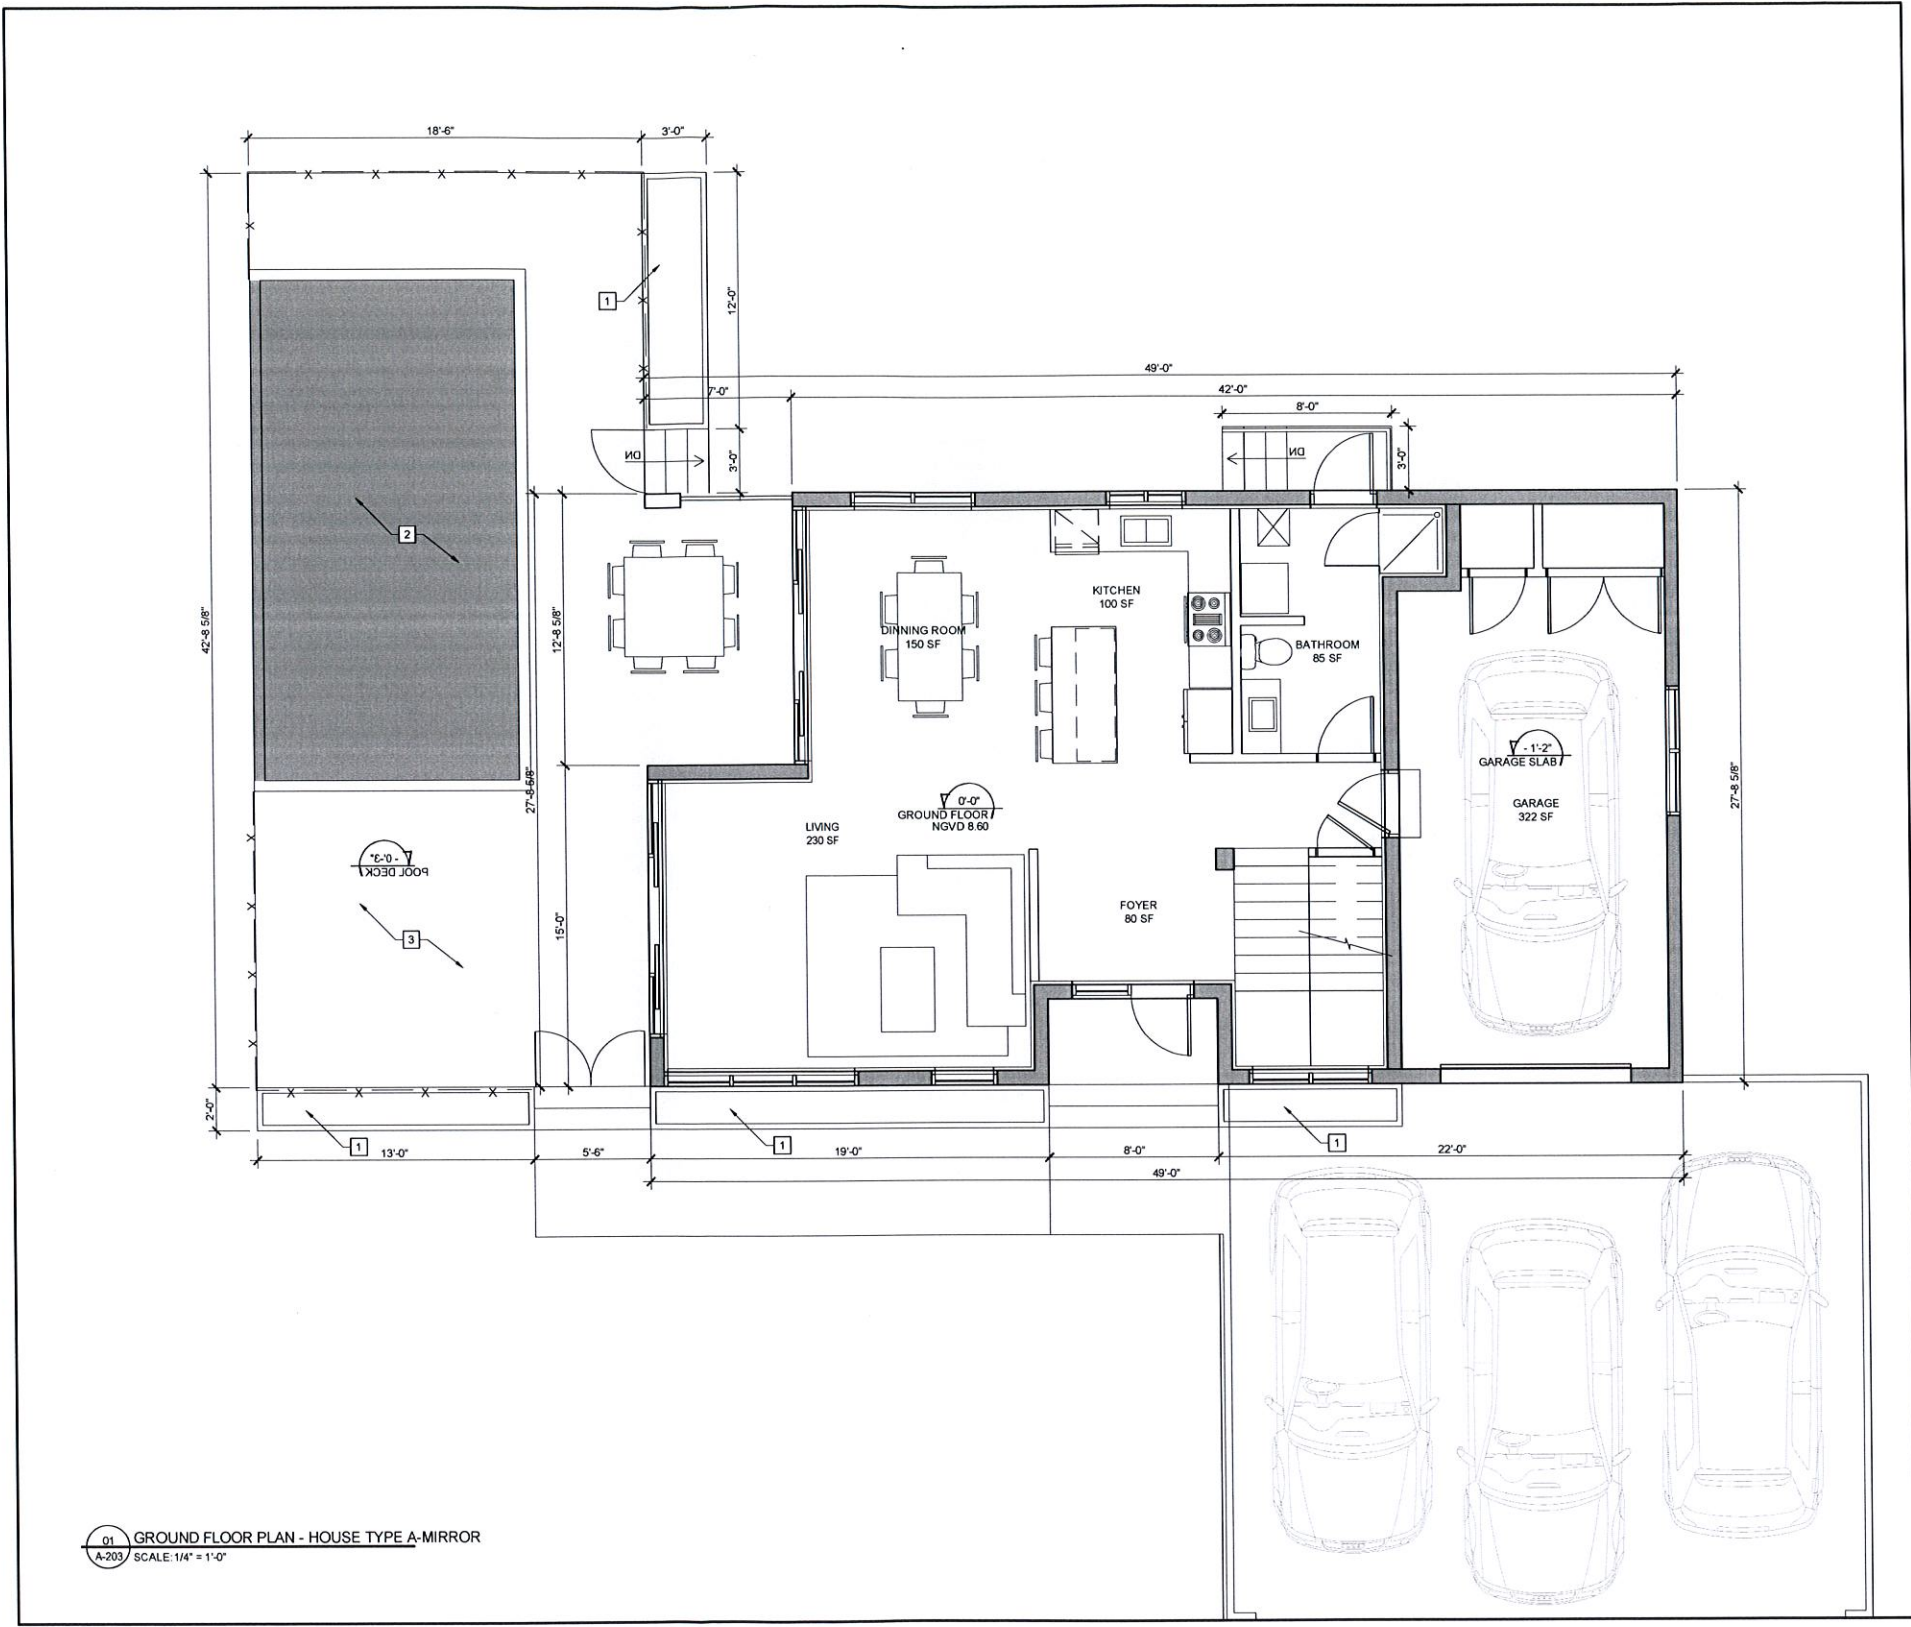 18'-6"
3'-0"
42'-8 5/8"
12'-0"
1
49'-0"
7'-0"
42'-0"
8'-0"
DN
3'-0"
DN
3'-0"
2
12'-8 5/8"
27'-8 5/8"
KITCHEN
100 SF
DINNING ROOM
150 SF
BATHROOM
85 SF
- 1'-2"
GARAGE SLAB
GARAGE
322 SF
27'-8 5/8"
0'-0"
GROUND FLOOR
NGVD 8.60
LIVING
230 SF
- 0'-3"
POOL DECK
3
15'-0"
FOYER
80 SF
2'-0"
1
1
1
13'-0"
5'-6"
19'-0"
8'-0"
22'-0"
49'-0"
01
A-203
GROUND FLOOR PLAN - HOUSE TYPE A-MIRROR
SCALE: 1/4" = 1'-0"